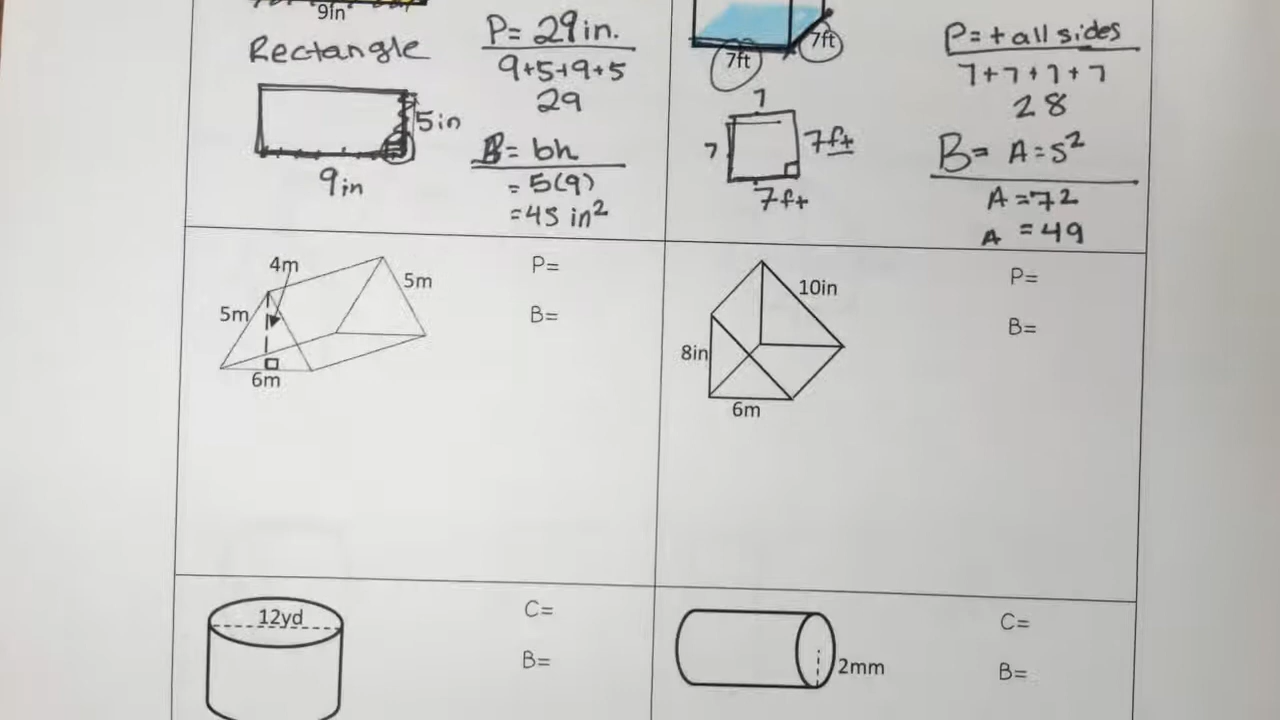 9in
Rectangle
5in
9in
P= 29in.
9+5+9+5
29
B= bh
= 5(9)
=45 in²
7ft
7ft
7
7
7ft
7ft
P=+all sides
7+7+7+7
28
B= A=s²
A=7²
A =49
4m
5m
5m
6m
P=
B=
10in
8in
6m
P=
B=
12yd
C=
B=
2mm
C=
B=